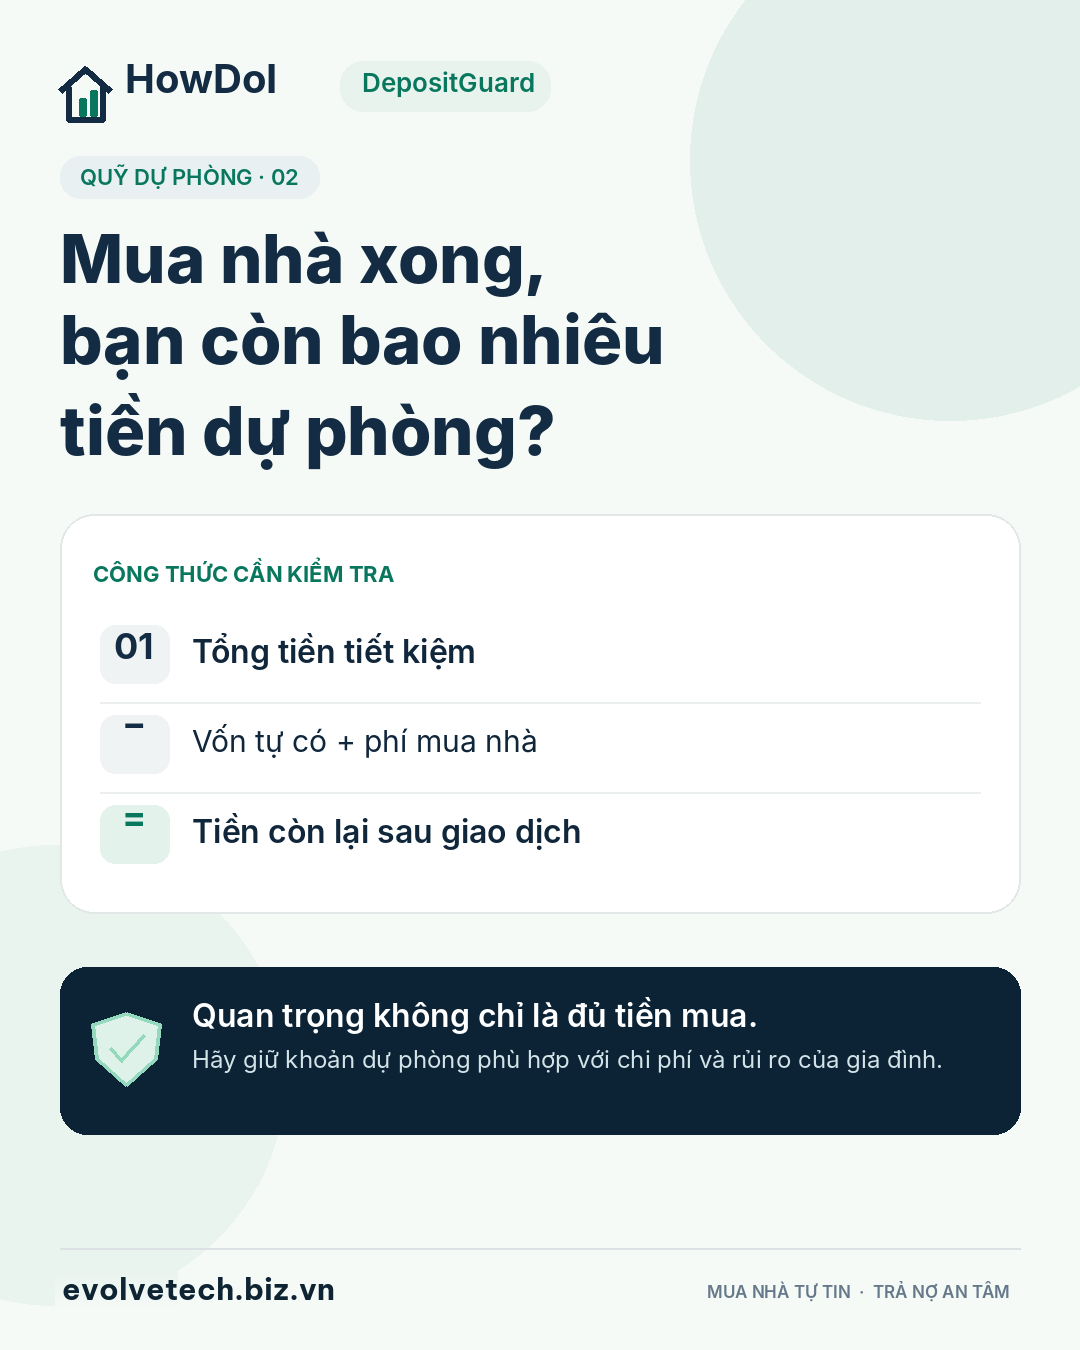 HowDoI
DepositGuard
QUỸ DỰ PHÒNG · 02
Mua nhà xong,
bạn còn bao nhiêu
tiền dự phòng?
CÔNG THỨC CẦN KIỂM TRA
01 Tổng tiền tiết kiệm
– Vốn tự có + phí mua nhà
= Tiền còn lại sau giao dịch
Quan trọng không chỉ là đủ tiền mua.
Hãy giữ khoản dự phòng phù hợp với chi phí và rủi ro của gia đình.
evolvetech.biz.vn
MUA NHÀ TỰ TIN · TRẢ NỢ AN TÂM